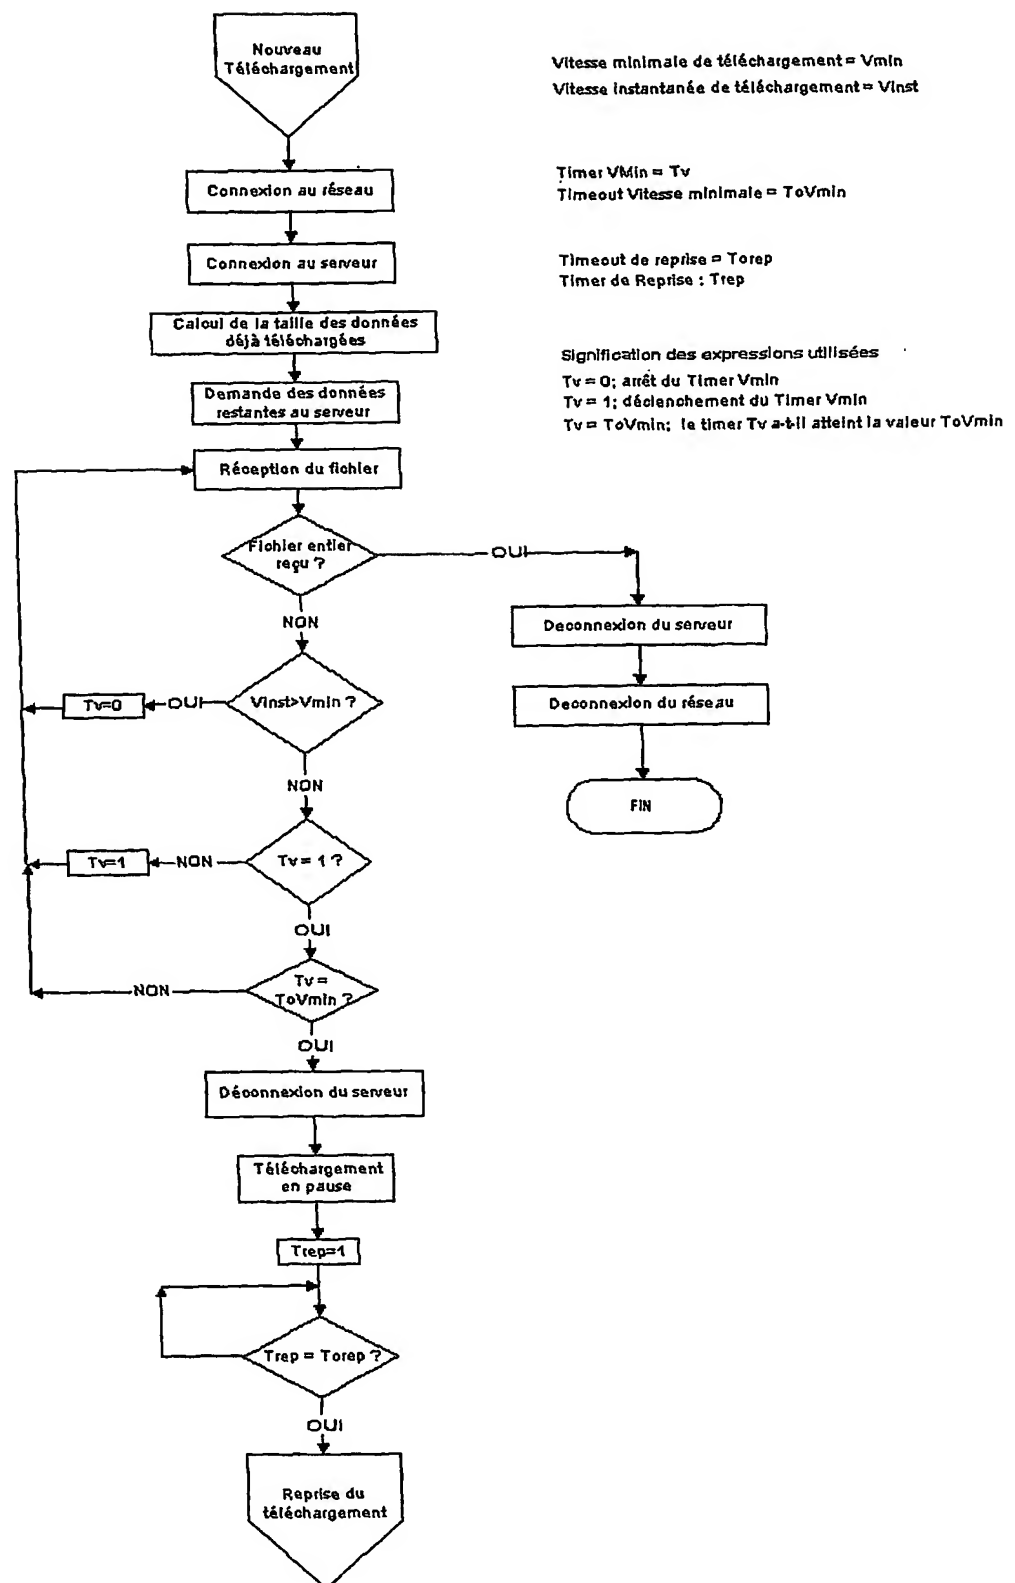 Nouveau
Téléchargement
Vitesse minimale de téléchargement = Vmin
Vitesse instantanée de téléchargement = Vinst
Connexion au réseau
Timer VMin = Tv
Timeout Vitesse minimale = ToVmin
Connexion au serveur
Timeout de reprise = Torep
Timer de Reprise : Trep
Calcul de la taille des données
déjà téléchargées
Signification des expressions utilisées
Tv = 0; arrêt du Timer Vmin
Tv = 1; déclenchement du Timer Vmin
Tv = ToVmin; le timer Tv a-t-il atteint la valeur ToVmin
Demande des données
restantes au serveur
Réception du fichier
Fichier entier
reçu ?
OUI
NON
Deconnexion du serveur
Deconnexion du réseau
FIN
Vinst>Vmin ?
OUI
Tv=0
NON
Tv = 1 ?
NON
Tv=1
OUI
Tv =
ToVmin ?
NON
OUI
Déconnexion du serveur
Téléchargement
en pause
Trep=1
Trep = Torep ?
OUI
Reprise du
téléchargement